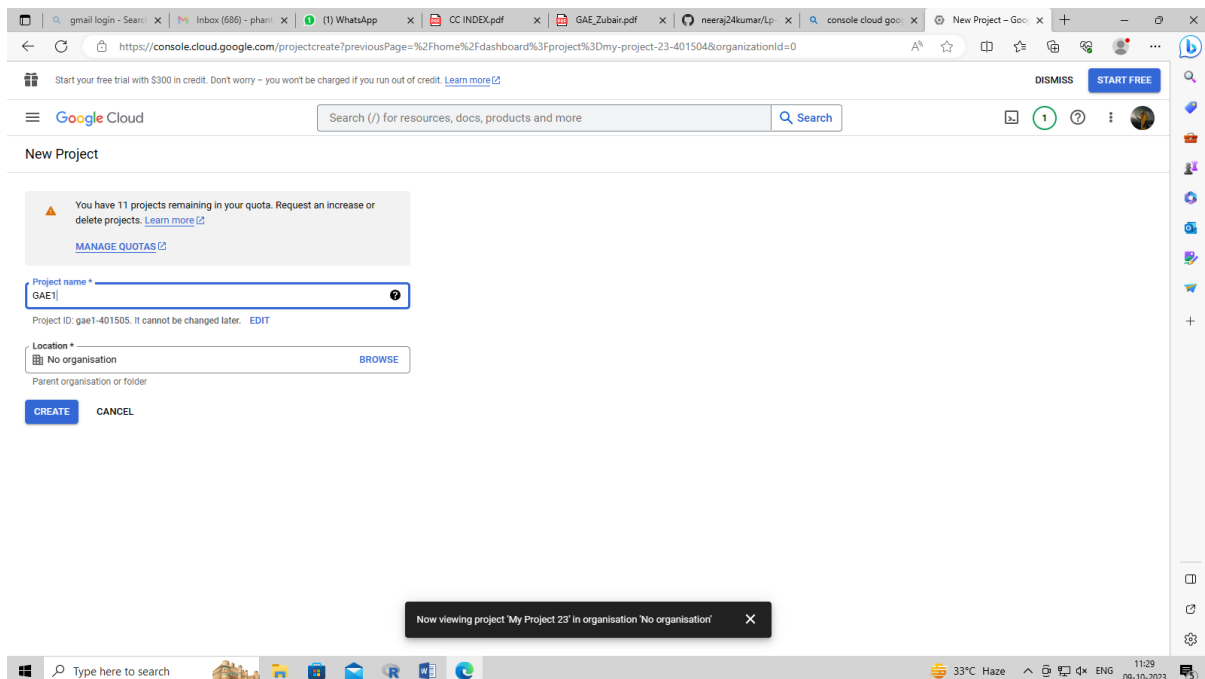 gmail login - Searc
Inbox (686) - phant
(1) WhatsApp
CC INDEX.pdf
GAE_Zubair.pdf
neeraj24kumar/Lp-
console cloud goog
New Project – Goog
https://console.cloud.google.com/projectcreate?previousPage=%2Fhome%2Fdashboard%3Fproject%3Dmy-project-23-401504&organizationId=0
Start your free trial with $300 in credit. Don't worry – you won't be charged if you run out of credit. Learn more
DISMISS
START FREE
Google Cloud
Search (/) for resources, docs, products and more
Search
1
New Project
You have 11 projects remaining in your quota. Request an increase or
delete projects. Learn more
MANAGE QUOTAS
Project name *
GAE1
Project ID: gae1-401505. It cannot be changed later. EDIT
Location *
No organisation
BROWSE
Parent organisation or folder
CREATE
CANCEL
Now viewing project 'My Project 23' in organisation 'No organisation'
Type here to search
33°C Haze
ENG
11:29
09-10-2023